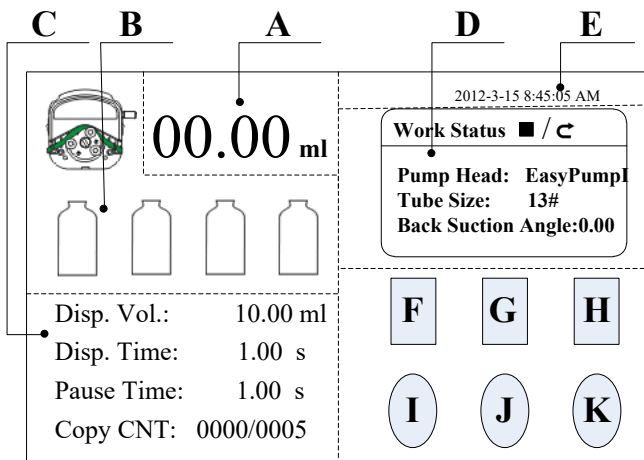 C B A D E
2012-3-15 8:45:05 AM
00.00 ml
Work Status ■ / ⮎
Pump Head: EasyPumpI
Tube Size: 13#
Back Suction Angle:0.00
Disp. Vol.: 10.00 ml
Disp. Time: 1.00 s
Pause Time: 1.00 s
Copy CNT: 0000/0005
F G H
I J K